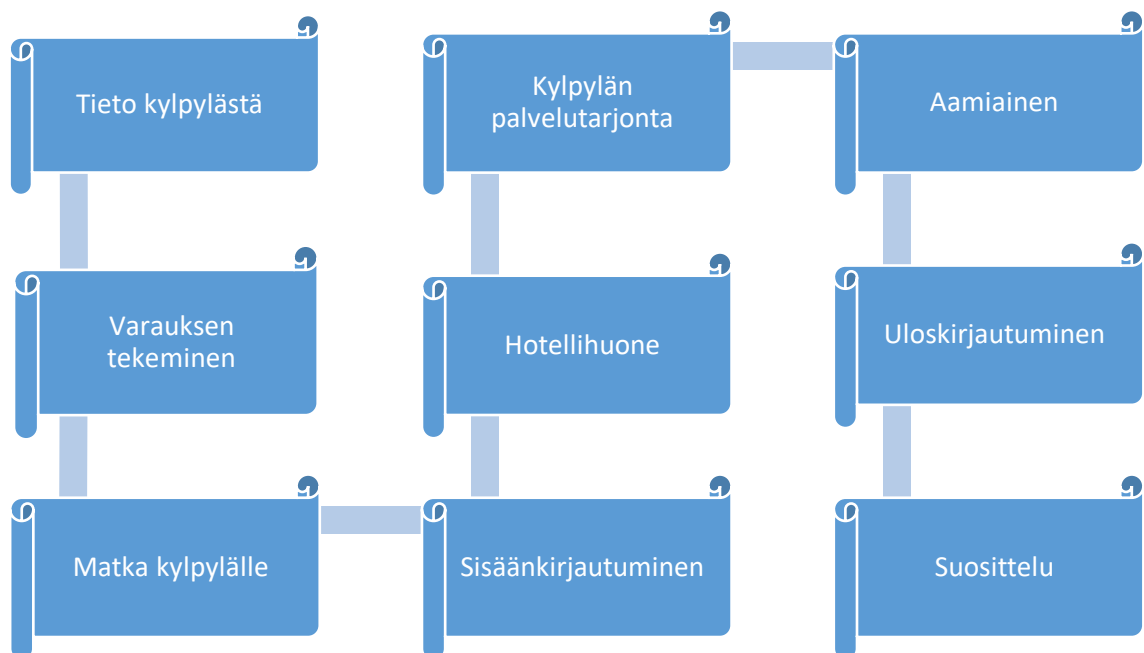 Tieto kylpylästä
Varauksen
tekeminen
Matka kylpylälle
Sisäänkirjautuminen
Hotellihuone
Kylpylän
palvelutarjonta
Aamiainen
Uloskirjautuminen
Suosittelu